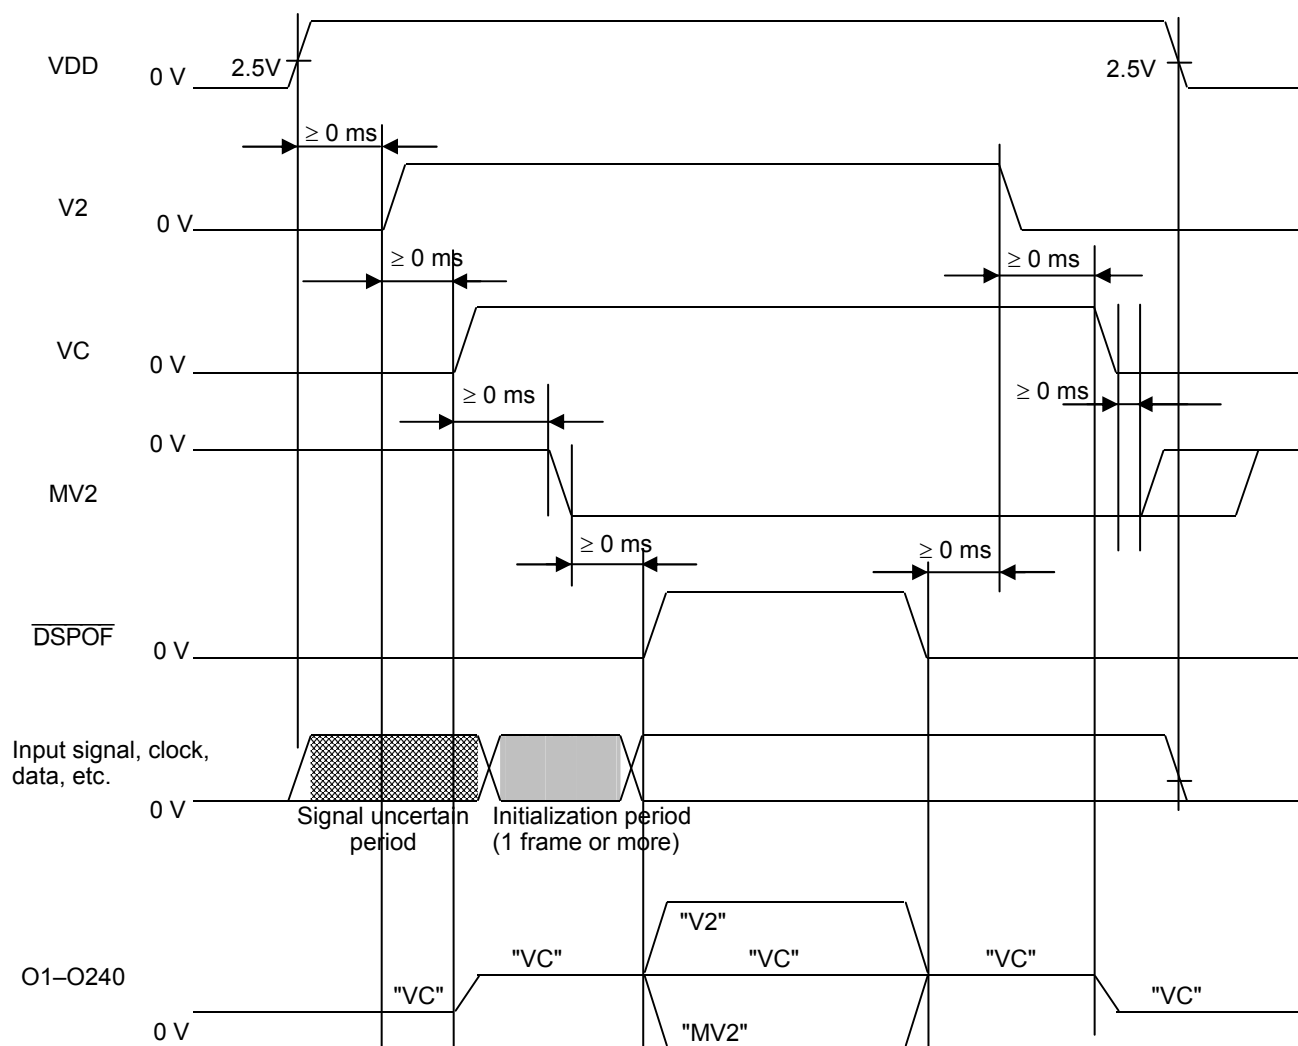 VDD
0 V
2.5V
2.5V
≥ 0 ms
V2
0 V
≥ 0 ms
≥ 0 ms
VC
0 V
≥ 0 ms
≥ 0 ms
0 V
MV2
≥ 0 ms
≥ 0 ms
DSPOF
0 V
Input signal, clock,
data, etc.
0 V
Signal uncertain
period
Initialization period
(1 frame or more)
"V2"
"VC"
"VC"
"VC"
O1–O240
"VC"
"VC"
0 V
"MV2"